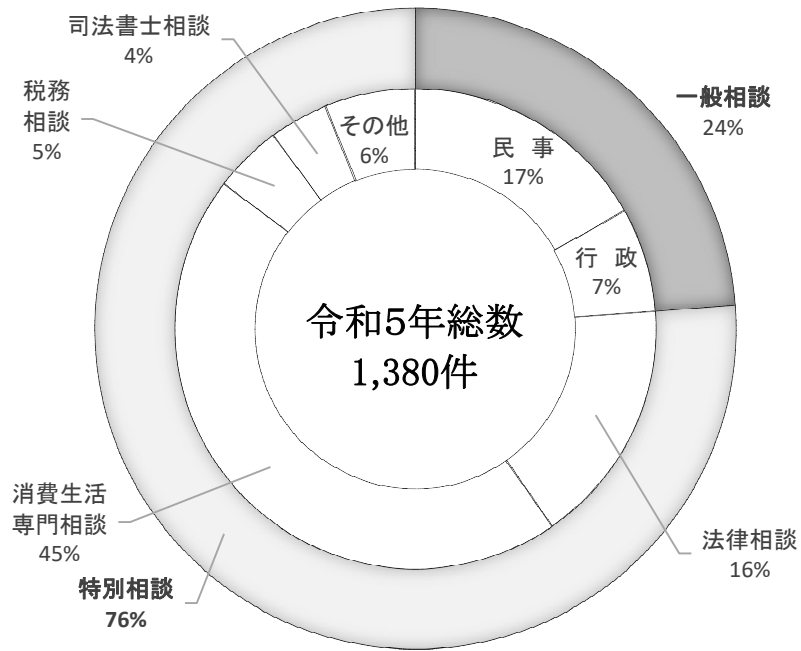 司法書士相談
4%
税務
相談
5%
その他
6%
民 事
17%
一般相談
24%
行 政
7%
令和5年総数
1,380件
消費生活
専門相談
45%
特別相談
76%
法律相談
16%